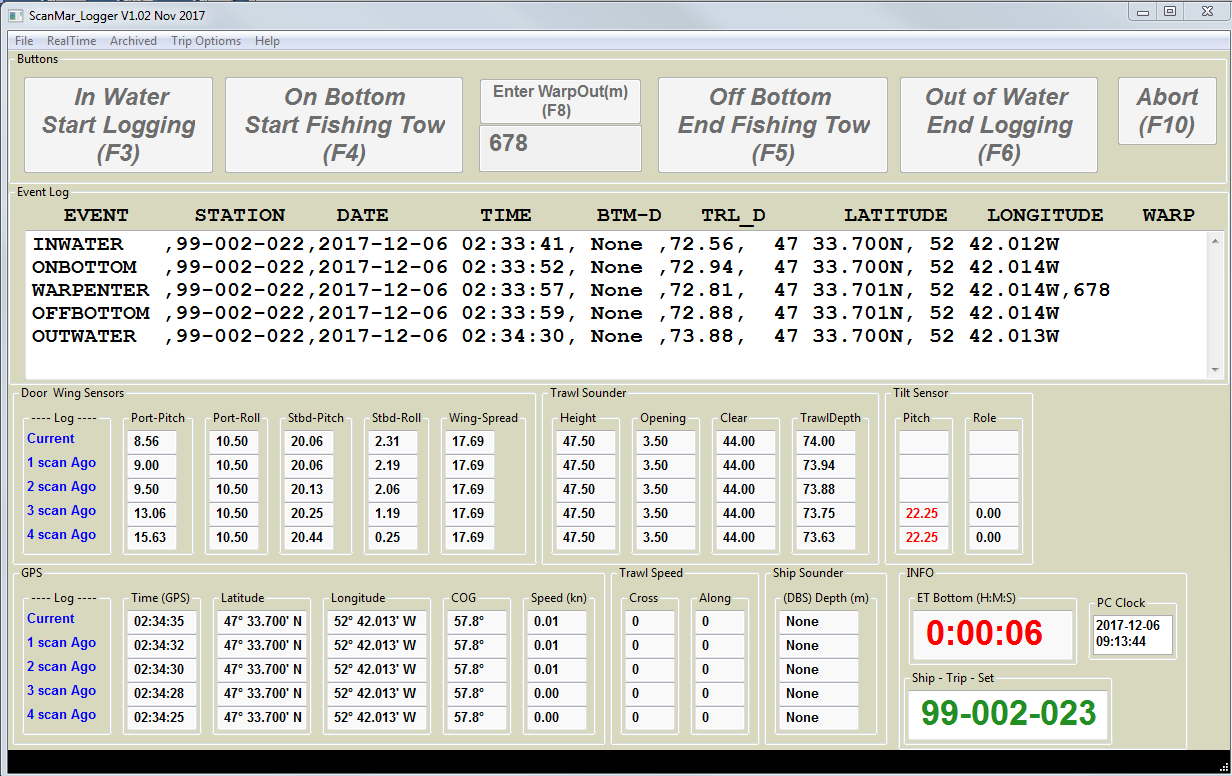 ScanMar_Logger V1.02 Nov 2017
File RealTime Archived Trip Options Help
Buttons
In Water
Start Logging
(F3)
On Bottom
Start Fishing Tow
(F4)
Enter WarpOut(m)
(F8)
678
Off Bottom
End Fishing Tow
(F5)
Out of Water
End Logging
(F6)
Abort
(F10)
Event Log
EVENT STATION DATE TIME BTM-D TRL_D LATITUDE LONGITUDE WARP
INWATER ,99-002-022,2017-12-06 02:33:41, None ,72.56, 47 33.700N, 52 42.012W
ONBOTTOM ,99-002-022,2017-12-06 02:33:52, None ,72.94, 47 33.700N, 52 42.014W
WARPENTER ,99-002-022,2017-12-06 02:33:57, None ,72.81, 47 33.701N, 52 42.014W,678
OFFBOTTOM ,99-002-022,2017-12-06 02:33:59, None ,72.88, 47 33.701N, 52 42.014W
OUTWATER ,99-002-022,2017-12-06 02:34:30, None ,73.88, 47 33.700N, 52 42.013W
Door Wing Sensors Trawl Sounder Tilt Sensor
---- Log ---- Port-Pitch Port-Roll Stbd-Pitch Stbd-Roll Wing-Spread Height Opening Clear TrawlDepth Pitch Role
Current 8.56 10.50 20.06 2.31 17.69 47.50 3.50 44.00 74.00
1 scan Ago 9.00 10.50 20.06 2.19 17.69 47.50 3.50 44.00 73.94
2 scan Ago 9.50 10.50 20.13 2.06 17.69 47.50 3.50 44.00 73.88
3 scan Ago 13.06 10.50 20.25 1.19 17.69 47.50 3.50 44.00 73.75 22.25 0.00
4 scan Ago 15.63 10.50 20.44 0.25 17.69 47.50 3.50 44.00 73.63 22.25 0.00
GPS Trawl Speed Ship Sounder
---- Log ---- Time (GPS) Latitude Longitude COG Speed (kn) Cross Along (DBS) Depth (m)
Current 02:34:35 47° 33.700' N 52° 42.013' W 57.8° 0.01 0 0 None
1 scan Ago 02:34:32 47° 33.700' N 52° 42.013' W 57.8° 0.01 0 0 None
2 scan Ago 02:34:30 47° 33.700' N 52° 42.013' W 57.8° 0.01 0 0 None
3 scan Ago 02:34:28 47° 33.700' N 52° 42.013' W 57.8° 0.00 0 0 None
4 scan Ago 02:34:25 47° 33.700' N 52° 42.013' W 57.8° 0.00 0 0 None
INFO
ET Bottom (H:M:S)
0:00:06
PC Clock
2017-12-06
09:13:44
Ship - Trip - Set
99-002-023